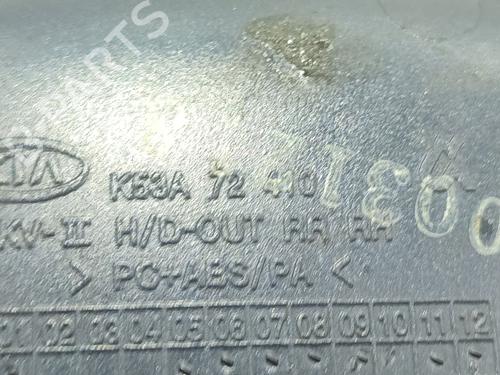 PARTS
KIA K53A 72 410
KV-II H/D-OUT RR RH
> PC+ABS/PA <
01 02 03 04 05 06 07 08 09 10 11 12